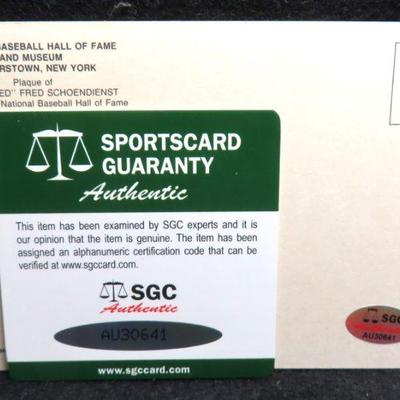 BASEBALL HALL OF FAME
AND MUSEUM
RSTOWN, NEW YORK
Plaque of
ED" FRED SCHOENDIENST
National Baseball Hall of Fame
SPORTSCARD
GUARANTY
Authentic
This item has been examined by SGC experts and it is
our opinion that the item is genuine. The item has been
assigned an alphanumeric certification code that can be
verified at www.sgccard.com.
SGC
Authentic
AU30641
www.sgccard.com
SGC
Authentic
AU30641